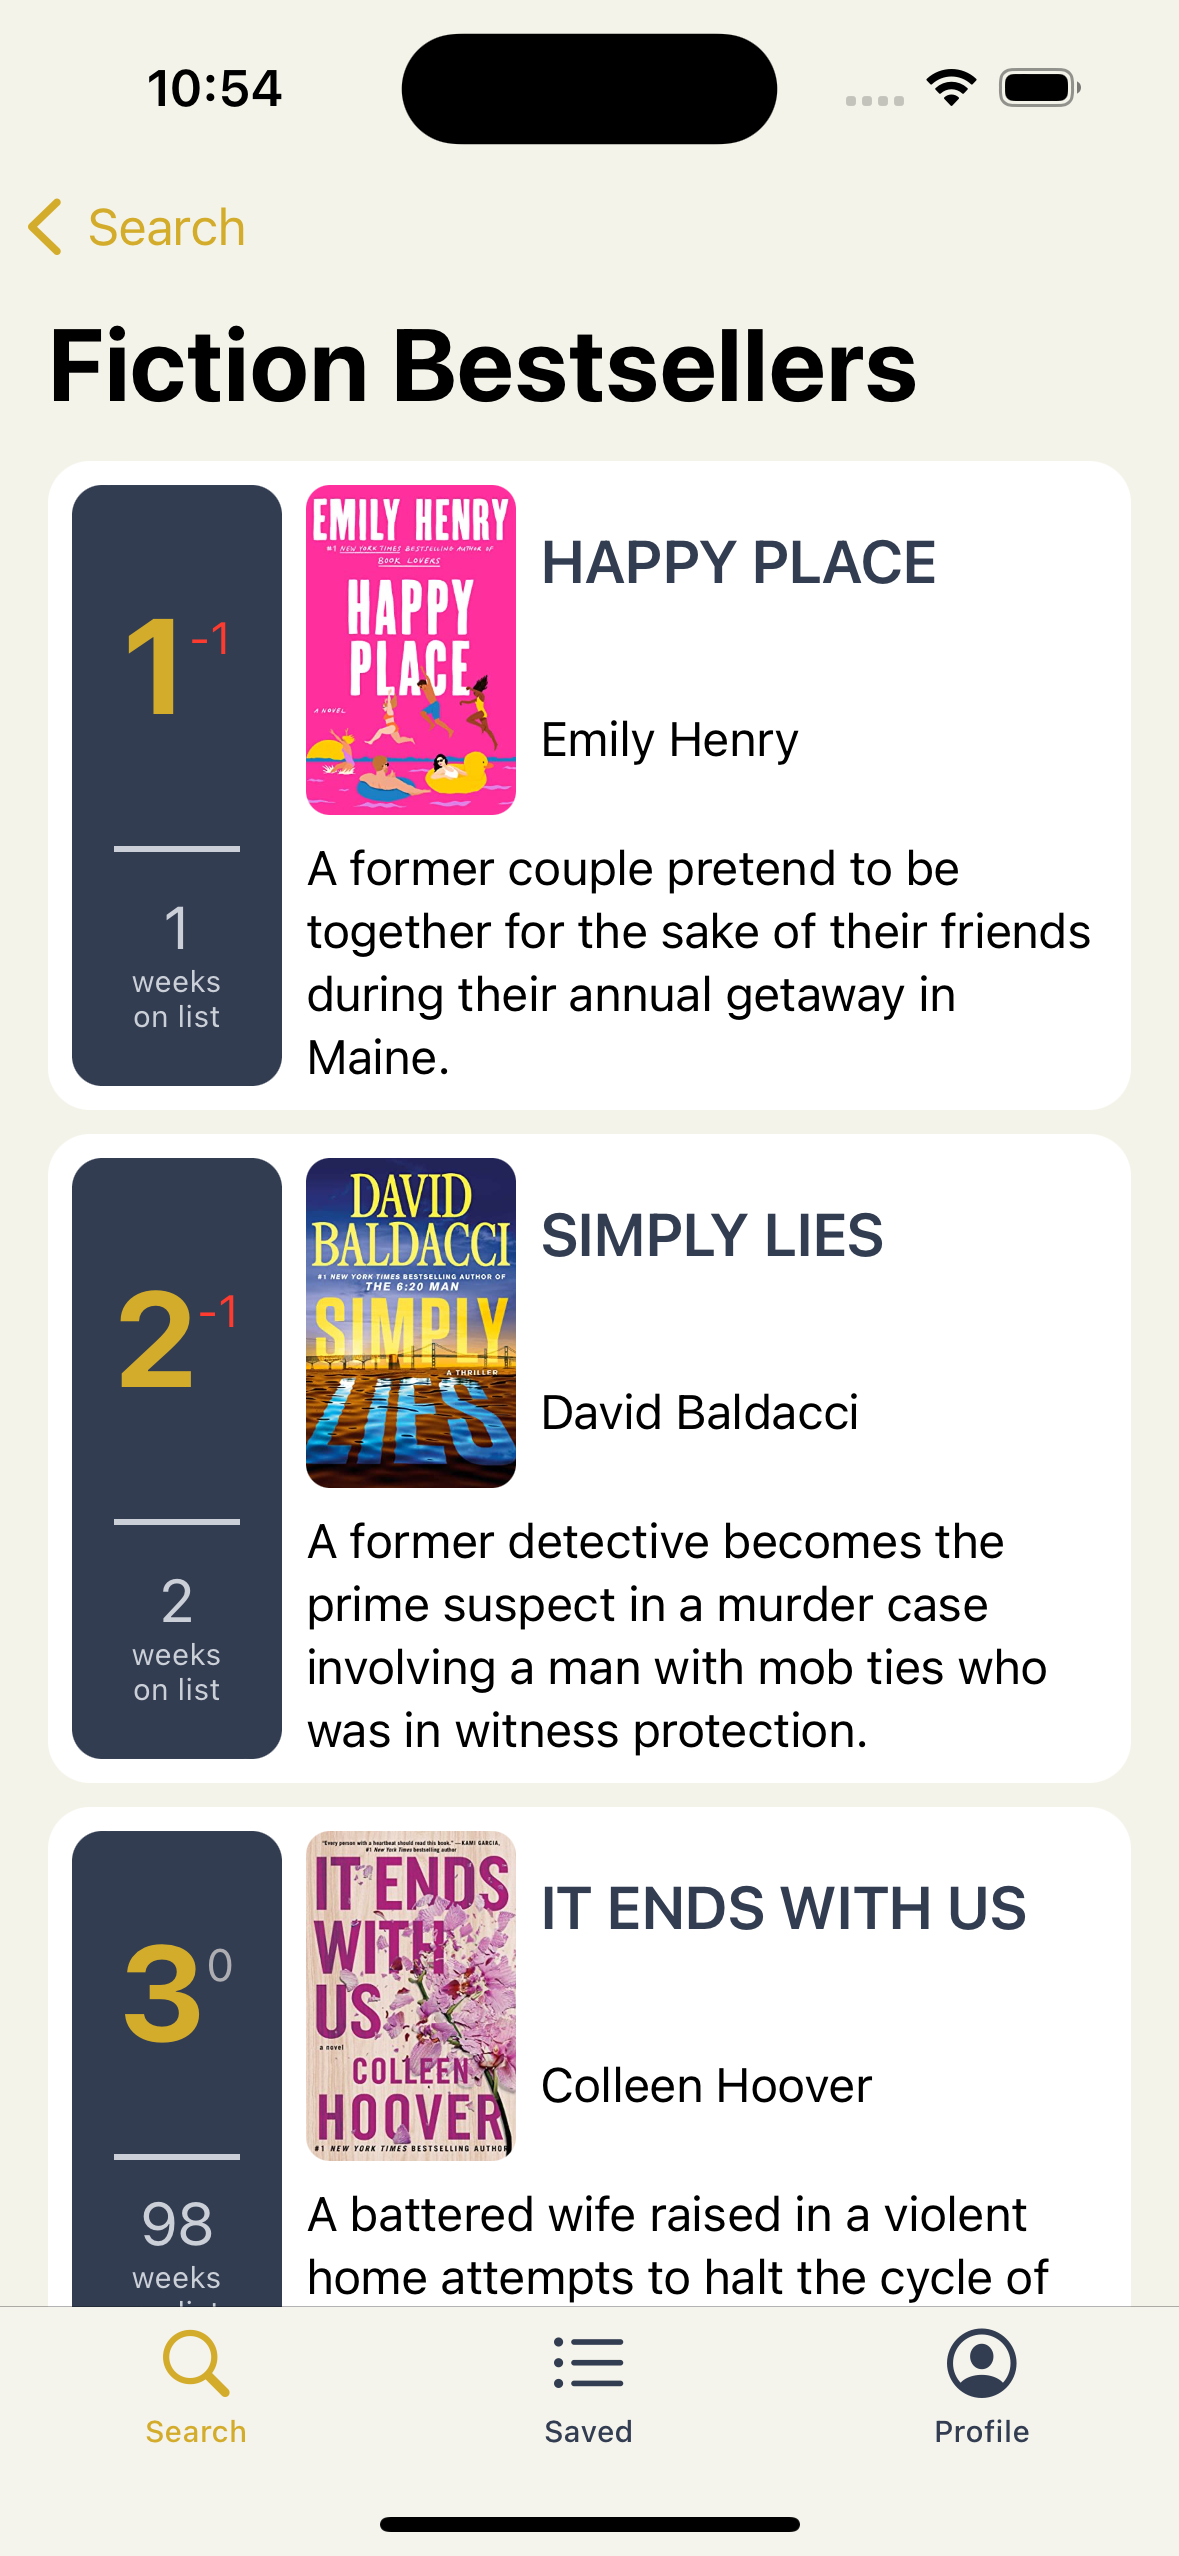 10:54
Search
Fiction Bestsellers
1 -1
1
weeks
on list
EMILY HENRY
#1 NEW YORK TIMES BESTSELLING AUTHOR OF
BOOK LOVERS
HAPPY
PLACE
A NOVEL
HAPPY PLACE
Emily Henry
A former couple pretend to be
together for the sake of their friends
during their annual getaway in
Maine.
2 -1
2
weeks
on list
DAVID
BALDACCI
#1 NEW YORK TIMES BESTSELLING AUTHOR OF
THE 6:20 MAN
SIMPLY
A THRILLER
LIES
SIMPLY LIES
David Baldacci
A former detective becomes the
prime suspect in a murder case
involving a man with mob ties who
was in witness protection.
3 0
98
weeks
"Every person with a heartbeat should read this book." —KAMI GARCIA,
#1 New York Times bestselling author
IT ENDS
WITH
US
a novel
COLLEEN
HOOVER
#1 NEW YORK TIMES BESTSELLING AUTHOR
IT ENDS WITH US
Colleen Hoover
A battered wife raised in a violent
home attempts to halt the cycle of
Search
Saved
Profile